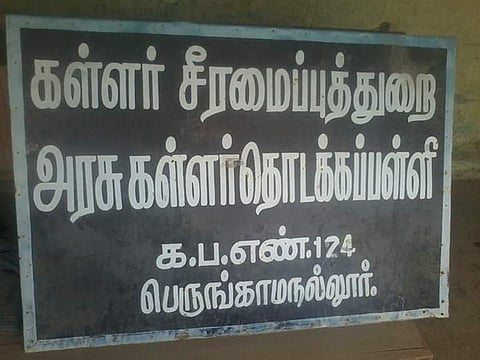 கள்ளர் சீரமைப்புத்துறை
அரசு கள்ளர்தொடக்கப்பள்ளி
க.ப.எண்.124
பெருங்காமநல்லூர்.